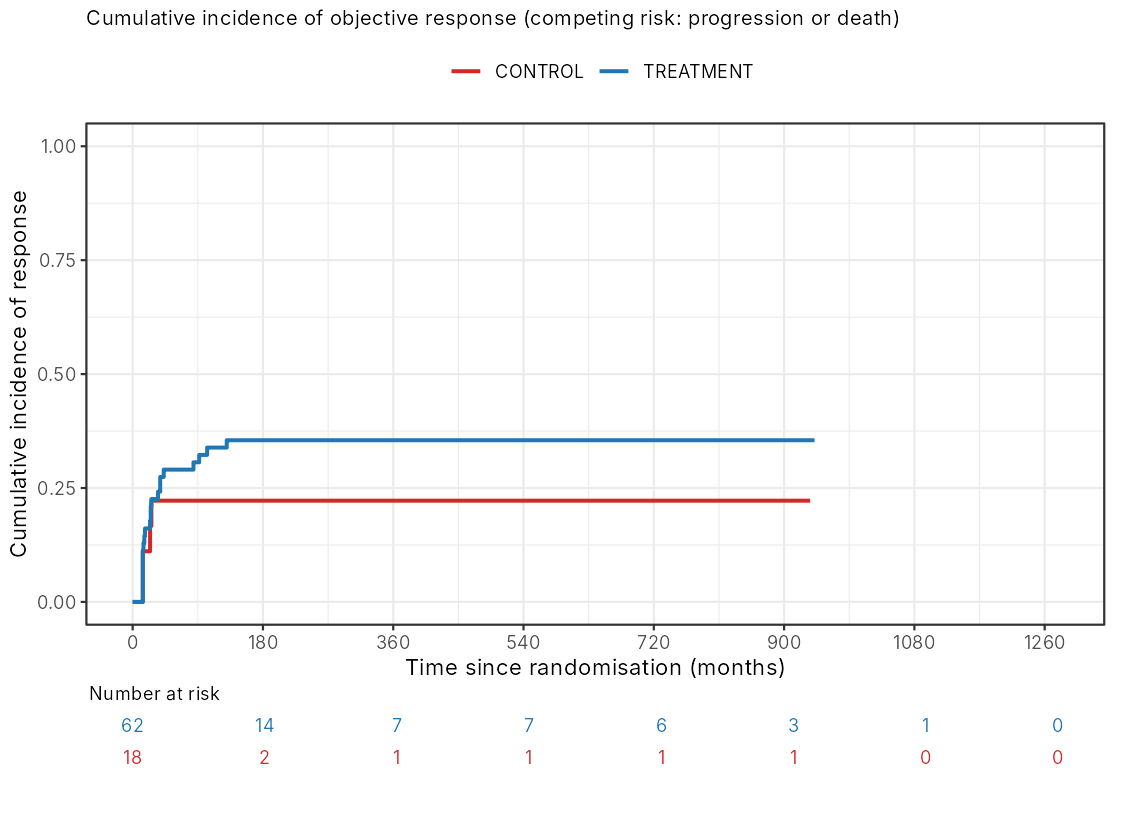 Cumulative incidence of objective response (competing risk: progression or death)
CONTROL TREATMENT
Cumulative incidence of response
1.00
0.75
0.50
0.25
0.00
0 180 360 540 720 900 1080 1260
Time since randomisation (months)
Number at risk
62 14 7 7 6 3 1 0
18 2 1 1 1 1 0 0